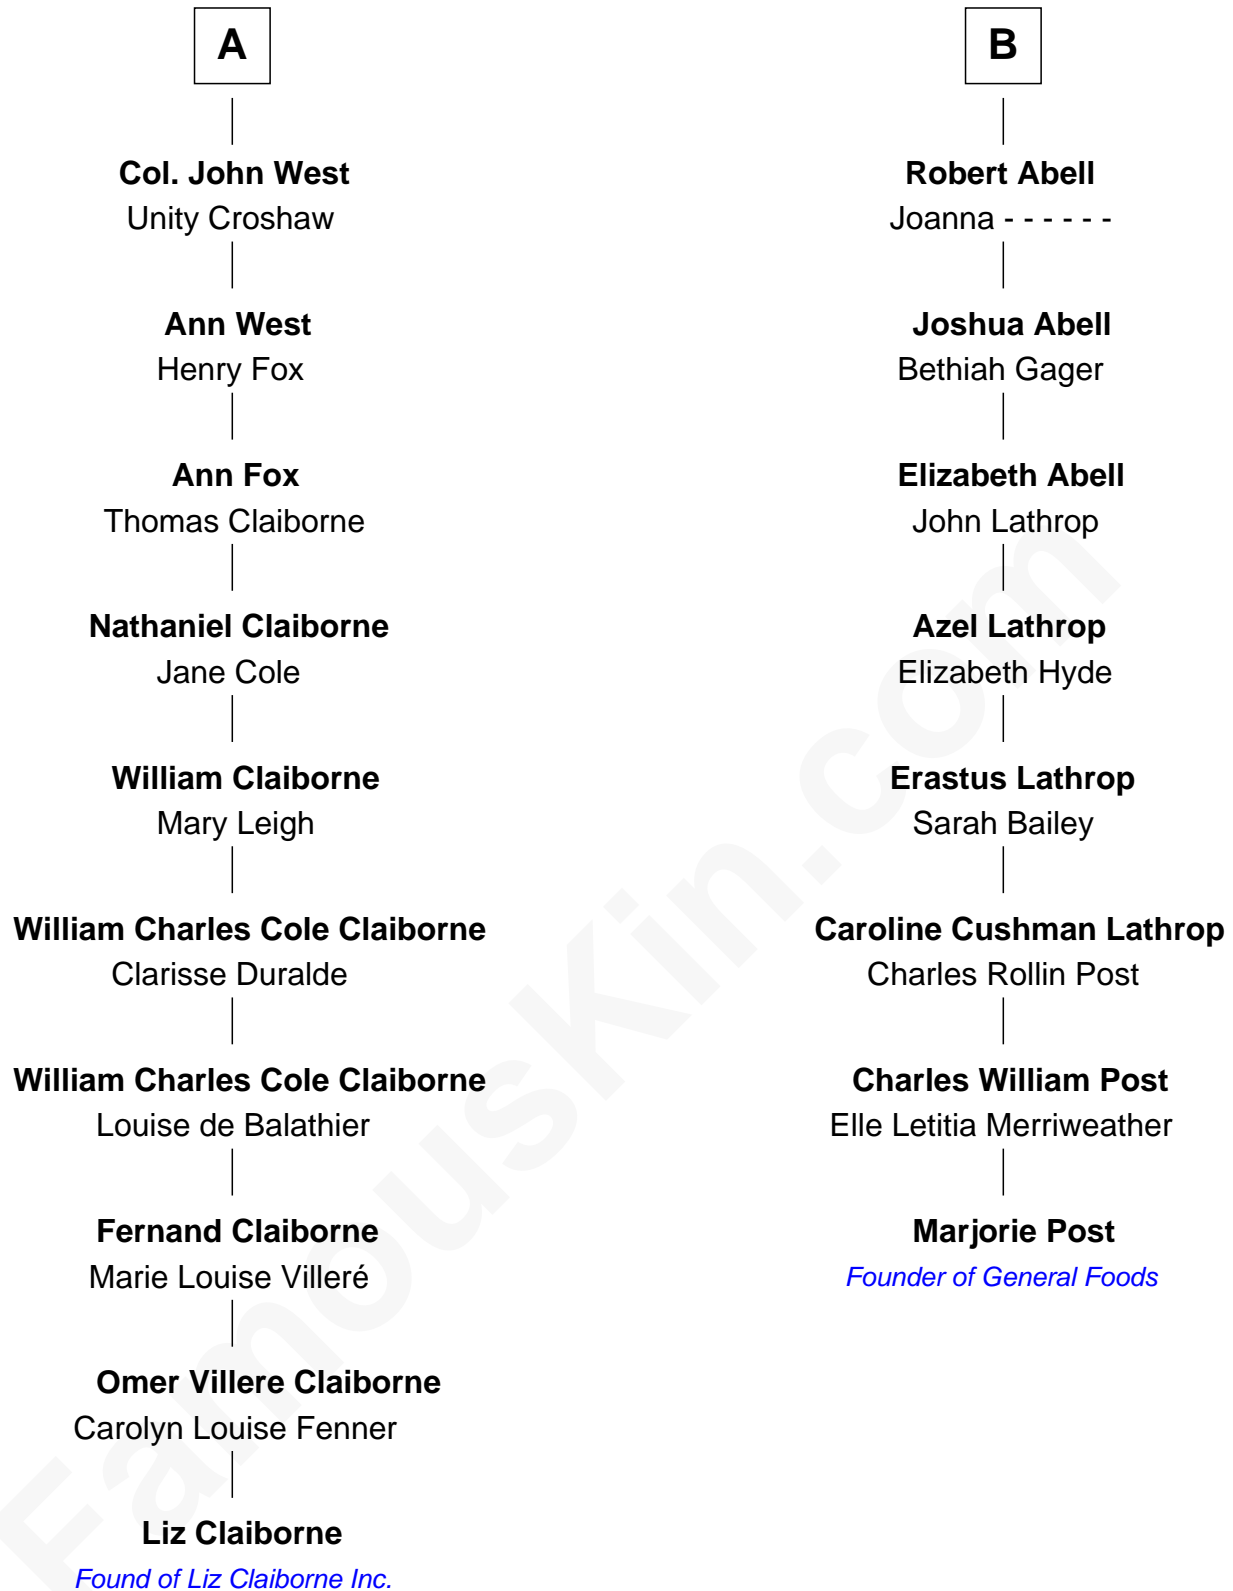 A
Col. John West
Unity Croshaw
Ann West
Henry Fox
Ann Fox
Thomas Claiborne
Nathaniel Claiborne
Jane Cole
William Claiborne
Mary Leigh
William Charles Cole Claiborne
Clarisse Duralde
William Charles Cole Claiborne
Louise de Balathier
Fernand Claiborne
Marie Louise Villeré
Omer Villere Claiborne
Carolyn Louise Fenner
Liz Claiborne
Found of Liz Claiborne Inc.
B
Robert Abell
Joanna - - - - - -
Joshua Abell
Bethiah Gager
Elizabeth Abell
John Lathrop
Azel Lathrop
Elizabeth Hyde
Erastus Lathrop
Sarah Bailey
Caroline Cushman Lathrop
Charles Rollin Post
Charles William Post
Elle Letitia Merriweather
Marjorie Post
Founder of General Foods
FamousKin.com